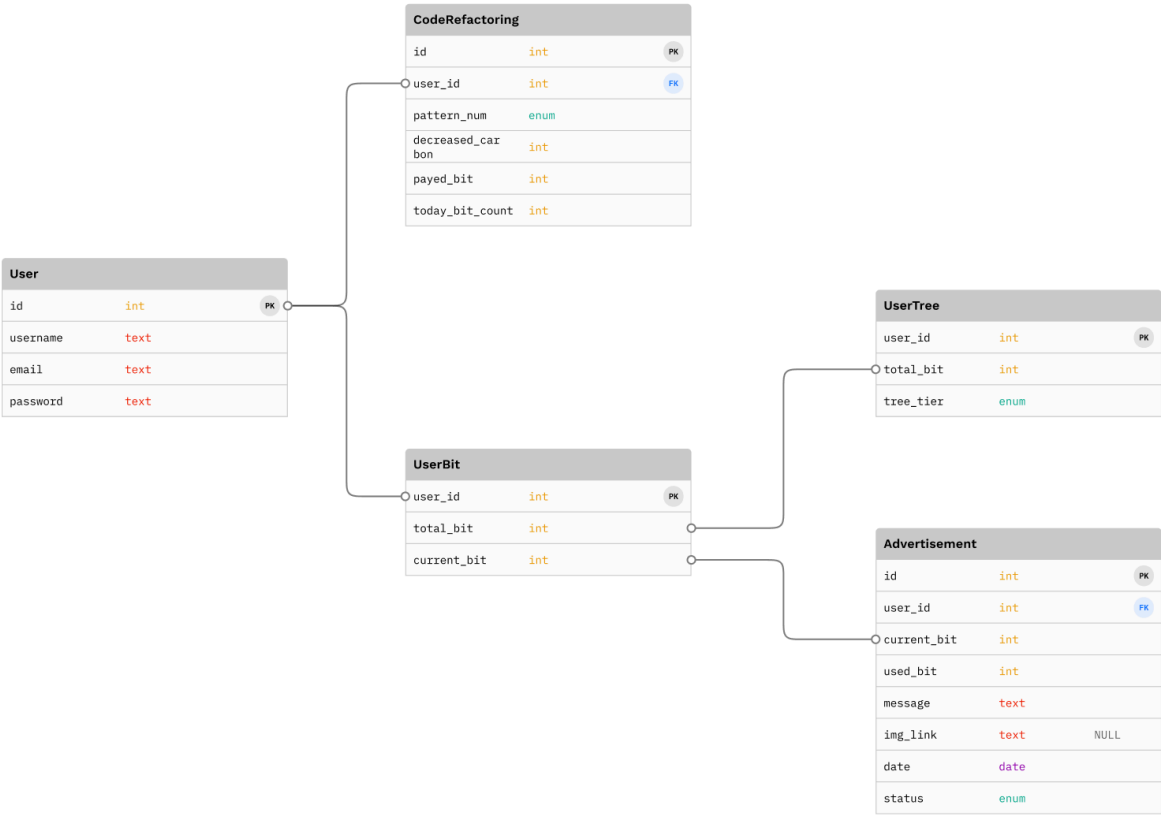 CodeRefactoring
id int PK
user_id int FK
pattern_num enum
decreased_car
bon int
payed_bit int
today_bit_count int
User
id int PK
username text
email text
password text
UserTree
user_id int PK
total_bit int
tree_tier enum
UserBit
user_id int PK
total_bit int
current_bit int
Advertisement
id int PK
user_id int FK
current_bit int
used_bit int
message text
img_link text NULL
date date
status enum